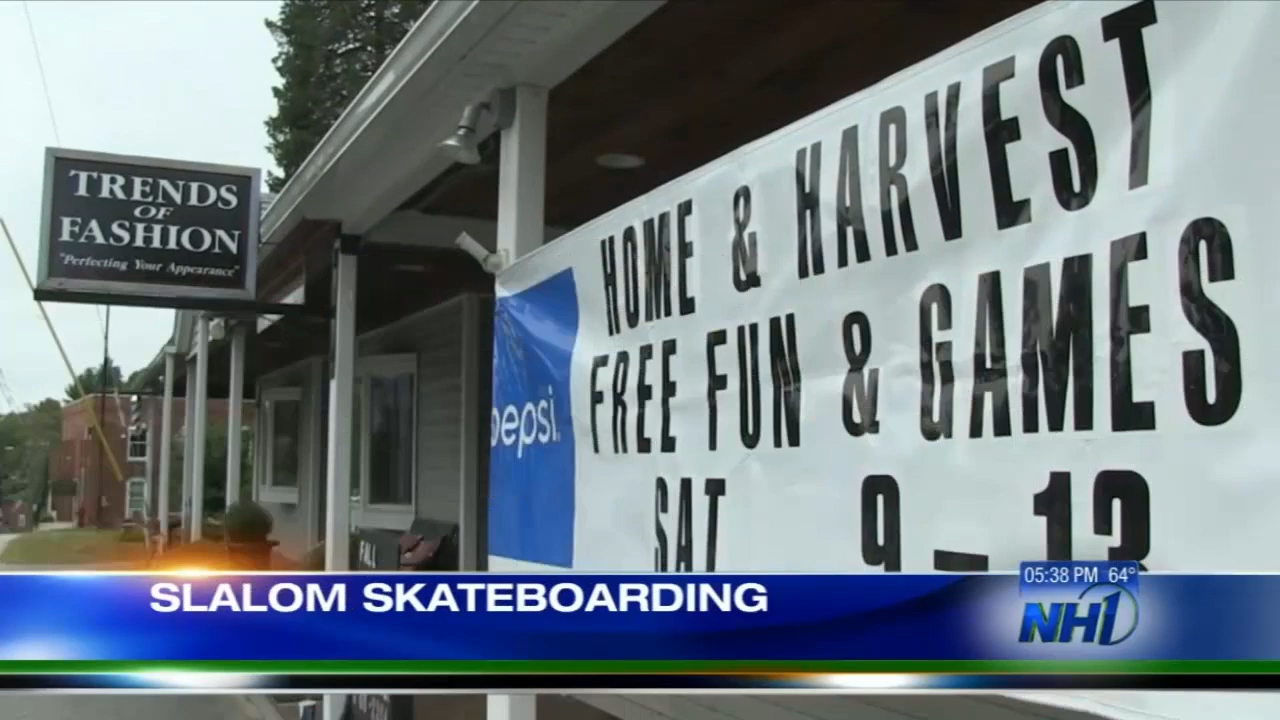 TRENDS
OF
FASHION
"Perfecting Your Appearance"
HOME & HARVEST
FREE FUN & GAMES
SAT 9-13
pepsi.
FALL
SLALOM SKATEBOARDING
05:38 PM 64°
NH1